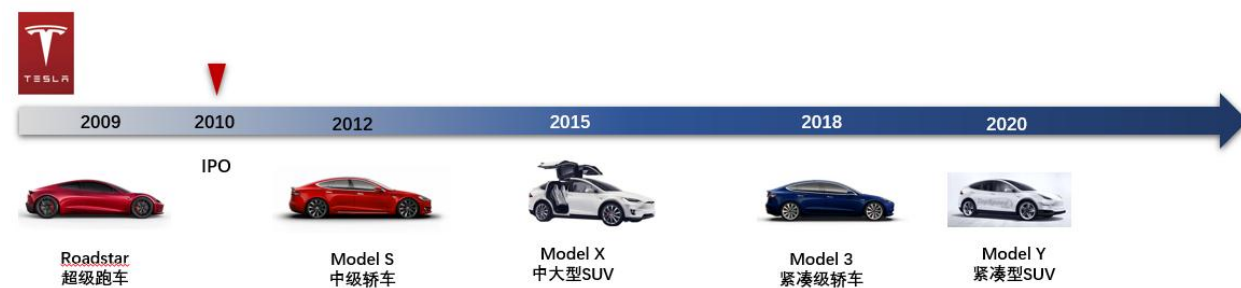 TESLA
2009
2010
2012
2015
2018
2020
IPO
Roadstar
超级跑车
Model S
中级轿车
Model X
中大型SUV
Model 3
紧凑级轿车
Model Y
紧凑型SUV